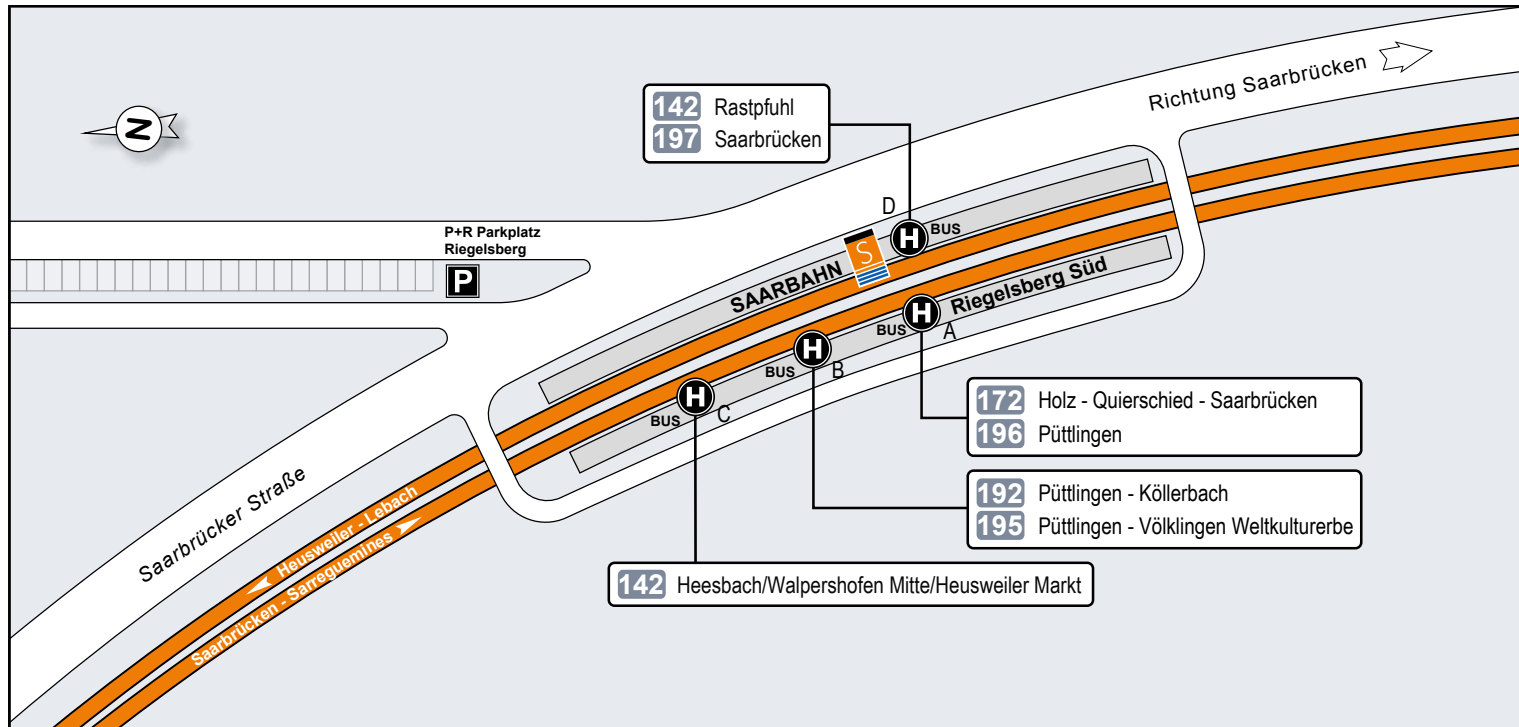 Richtung Saarbrücken
142 Rastpfuhl
197 Saarbrücken
N
D
H BUS
P+R Parkplatz
Riegelsberg
P
S
SAARBAHN
Riegelsberg Süd
BUS H A
BUS H B
BUS H C
172 Holz - Quierschied - Saarbrücken
196 Püttlingen
192 Püttlingen - Köllerbach
195 Püttlingen - Völklingen Weltkulturerbe
142 Heesbach/Walpershofen Mitte/Heusweiler Markt
Saarbrücker Straße
Heusweiler - Lebach
Saarbrücken - Sarreguemines